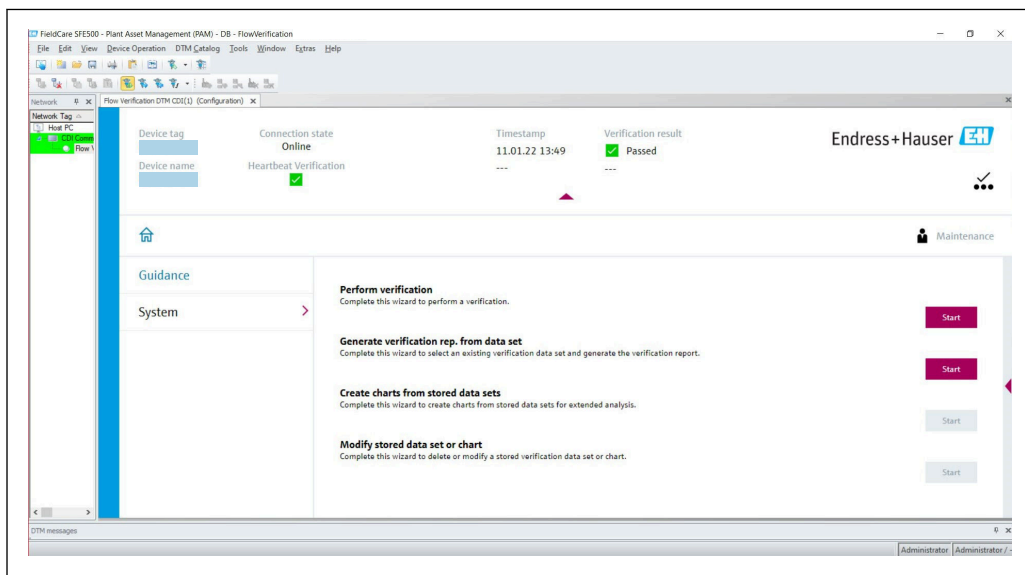 FieldCare SFE500 - Plant Asset Management (PAM) - DB - FlowVerification
File Edit View Device Operation DTM Catalog Tools Window Extras Help
Network
Flow Verification DTM CDI(1) (Configuration)
Network Tag
Host PC
CDI Comm
Flow V
Device tag
Connection state
Online
Timestamp
11.01.22 13:49
Verification result
Passed
Endress+Hauser EH
Device name
Heartbeat Verification
---
---
Maintenance
Guidance
System
Perform verification
Complete this wizard to perform a verification.
Start
Generate verification rep. from data set
Complete this wizard to select an existing verification data set and generate the verification report.
Start
Create charts from stored data sets
Complete this wizard to create charts from stored data sets for extended analysis.
Start
Modify stored data set or chart
Complete this wizard to delete or modify a stored verification data set or chart.
Start
DTM messages
Administrator Administrator / -